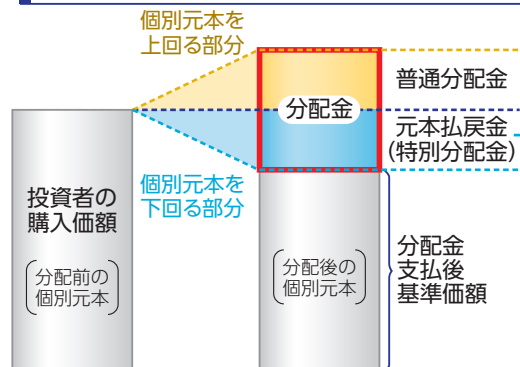 個別元本を
上回る部分
普通分配金
分配金
元本払戻金
(特別分配金)
個別元本を
下回る部分
投資者の
購入価額
分配前の
個別元本
分配後の
個別元本
分配金
支払後
基準価額